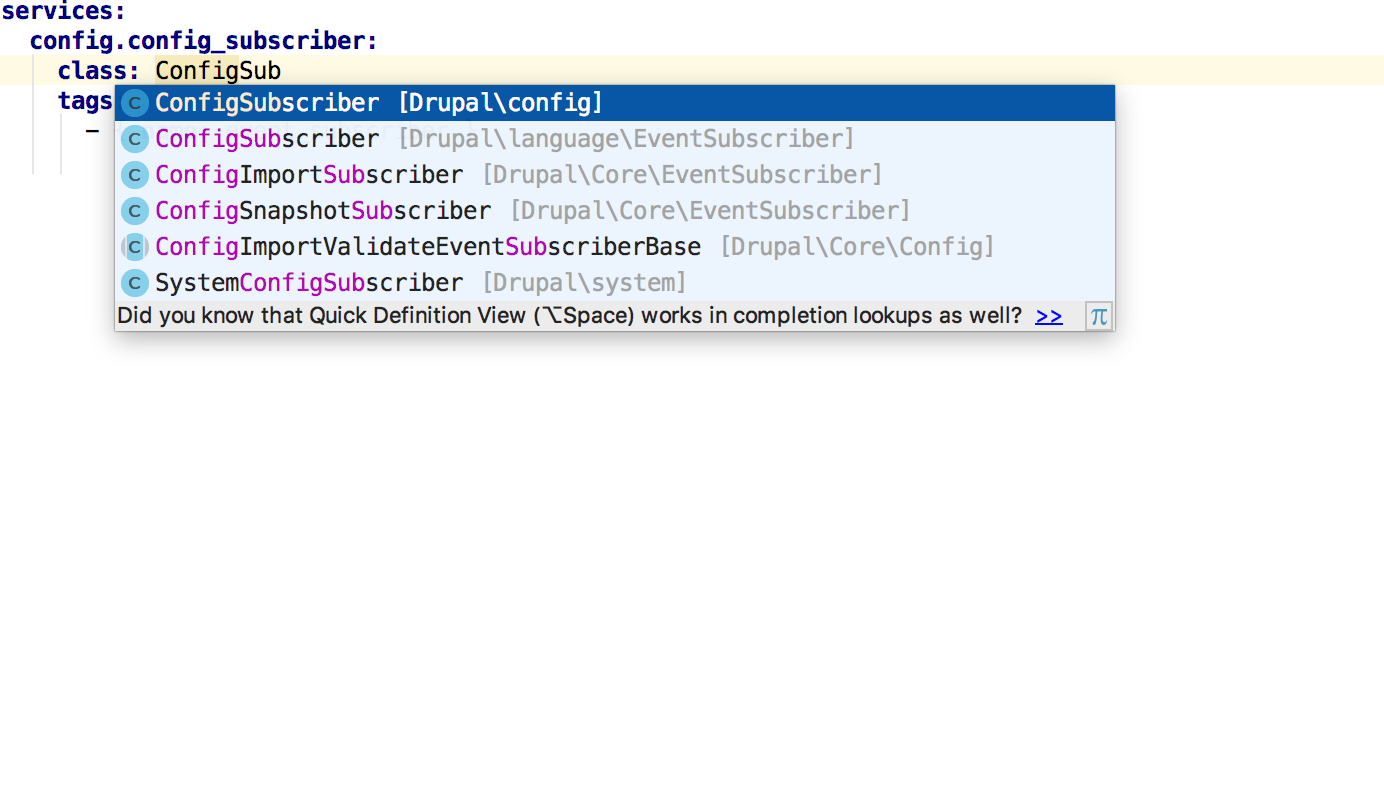 services:
config.config_subscriber:
class: ConfigSub
tags
C ConfigSubscriber [Drupal\config]
–
C ConfigSubscriber [Drupal\language\EventSubscriber]
C ConfigImportSubscriber [Drupal\Core\EventSubscriber]
C ConfigSnapshotSubscriber [Drupal\Core\EventSubscriber]
C ConfigImportValidateEventSubscriberBase [Drupal\Core\Config]
C SystemConfigSubscriber [Drupal\system]
Did you know that Quick Definition View (⌥Space) works in completion lookups as well? >> π